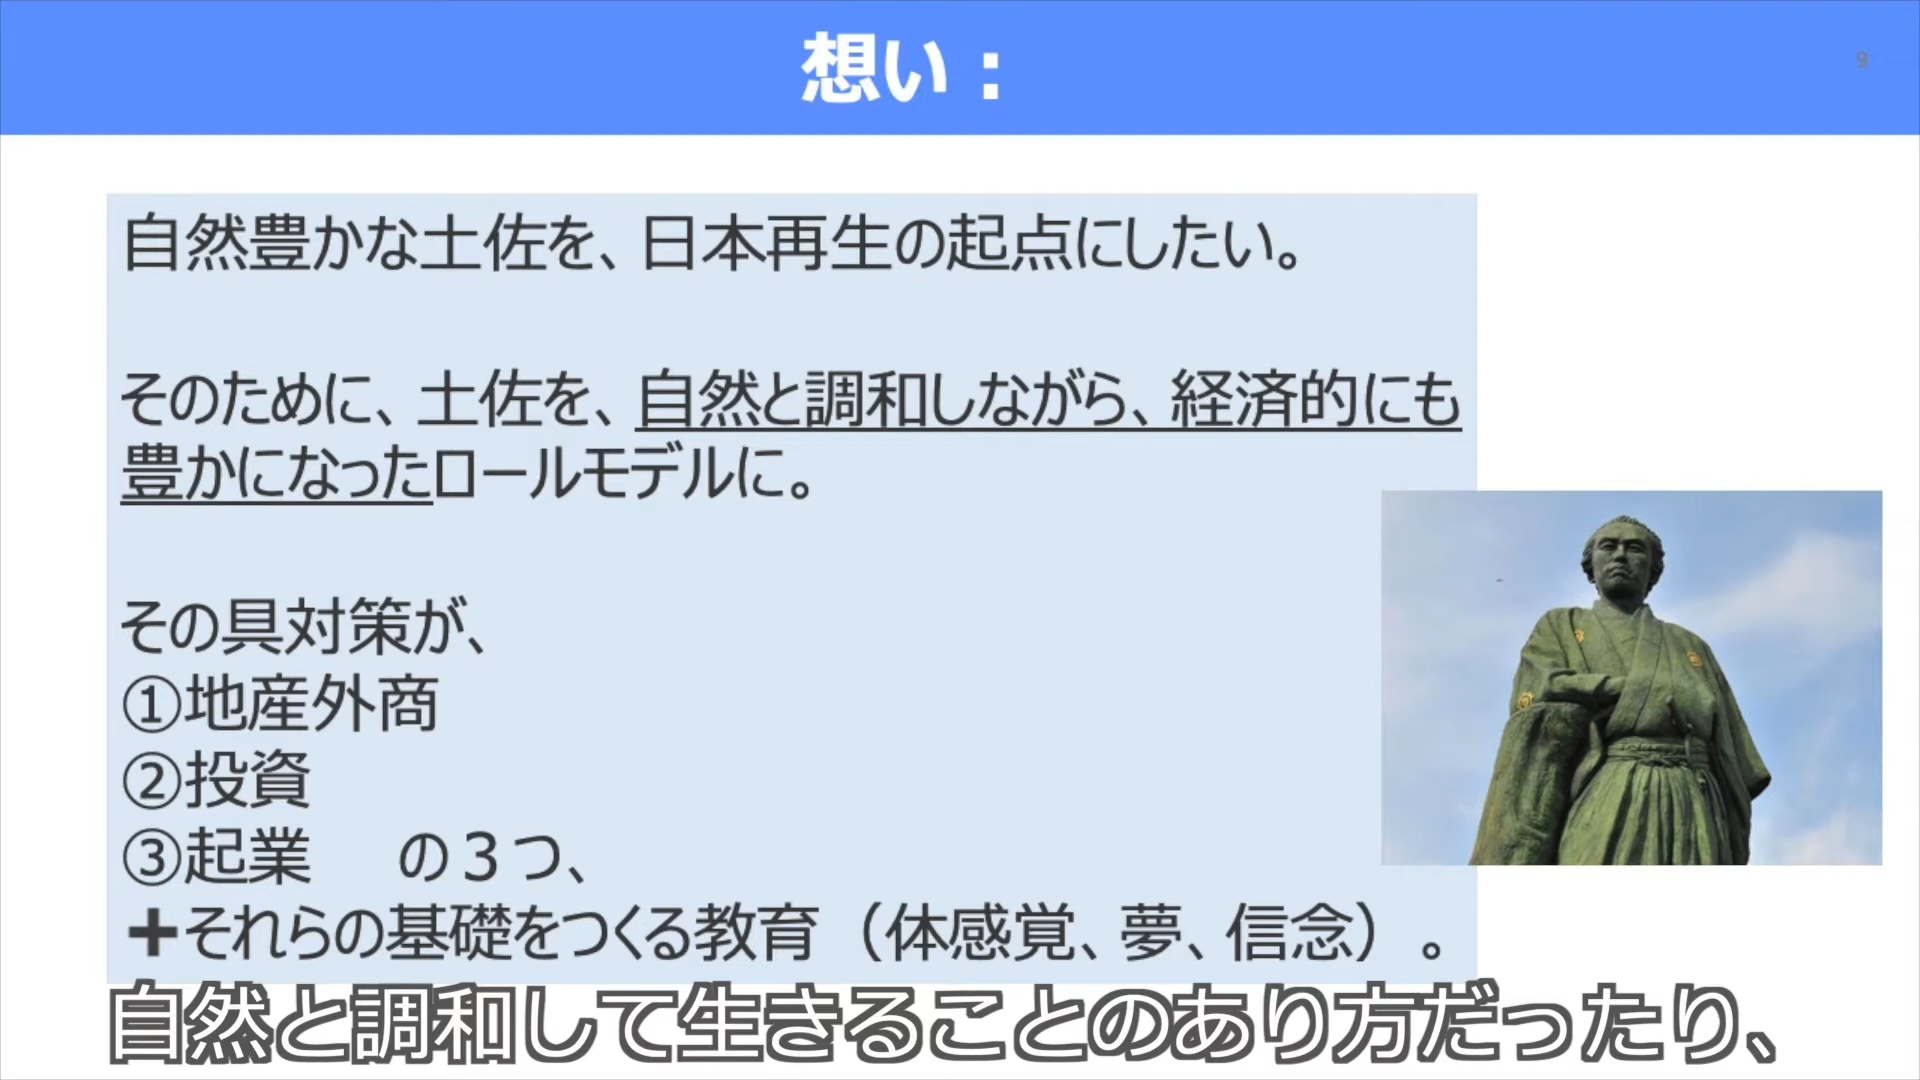 想い：
9
自然豊かな土佐を、日本再生の起点にしたい。
そのために、土佐を、自然と調和しながら、経済的にも
豊かになったロールモデルに。
その具対策が、
①地産外商
②投資
③起業　の３つ、
➕それらの基礎をつくる教育（体感覚、夢、信念）。
自然と調和して生きることのあり方だったり、